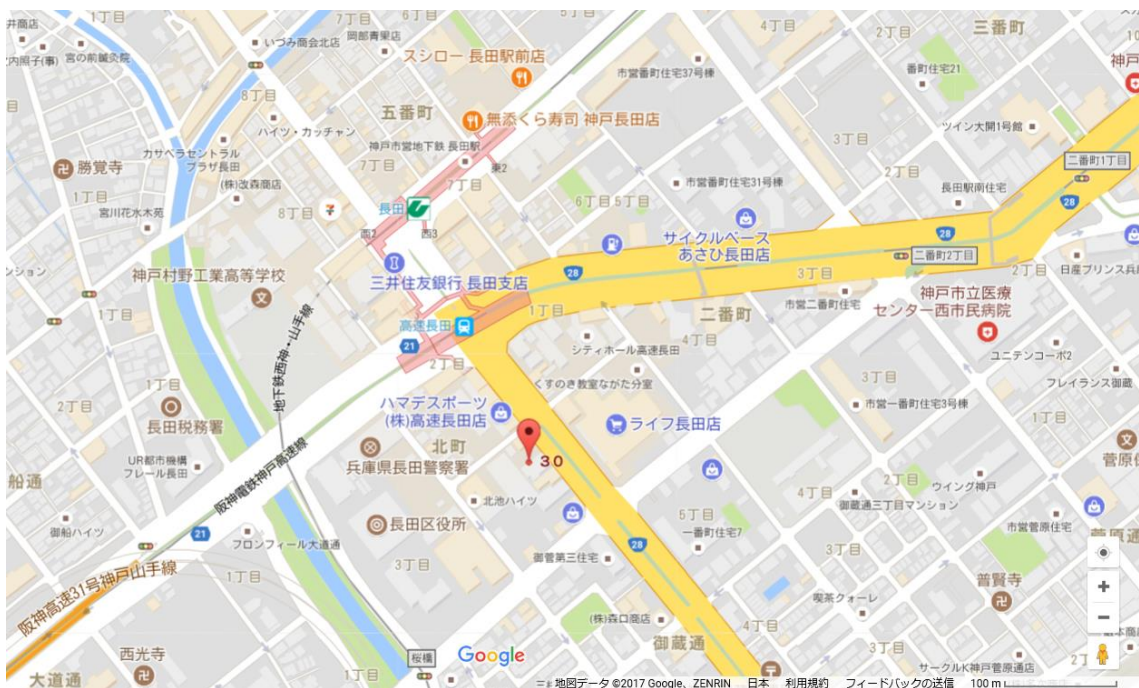 井商店
内照子(事)
宮の前鍼灸院
いづみ商会北店
7丁目
岡部青果店
6丁目
5丁目
スシロー 長田駅前店
4丁目
市営番町住宅37号棟
2丁目
三番町
番町住宅21
神戸
8丁目
五番町
ハイツ・カッチャン
無添くら寿司 神戸長田店
神戸市営地下鉄 長田駅
東2
ツイン大開1号館
3丁目
二番町1丁目
勝覚寺
カサベラセントラル
プラザ長田
(株)改森商店
7丁目
7丁目
市営番町住宅31号棟
長田駅南住宅
1丁目
宮川花水木苑
8丁目
長田
西2
西3
6丁目
5丁目
4丁目
28
28
サイクルベース
あさひ長田店
二番町2丁目
神戸村野工業高等学校
三井住友銀行 長田支店
28
3丁目
2丁目
日産プリンス兵
1丁目
高速長田
21
1丁目
二番町
市営二番町住宅
神戸市立医療
センター西市民病院
地下鉄西神・山手線
2丁目
シティホール高速長田
ユニテンコーポ2
くすのき教室ながた分室
3丁目
フレイランス御蔵
1丁目
2丁目
長田税務署
ハマデスポーツ
(株)高速長田店
ライフ長田店
市営一番町住宅3号棟
1丁目
UR都市機構
フレール長田
北町
兵庫県長田警察署
30
菅原
船通
阪神電鉄神戸高速線
北池ハイツ
4丁目
2丁目
ウイング神戸
御蔵通三丁目マンション
御船ハイツ
21
長田区役所
5丁目
一番町住宅7
市営菅原住宅
フロンフィール大道通
28
菅原通
阪神高速31号神戸山手線
1丁目
3丁目
御菅第三住宅
3丁目
普賢寺
喫茶クォーレ
(株)森口商店
4丁目
西光寺
桜橋
御蔵通
大道通
1丁目
Google
サークルK神戸菅原通店
地図データ ©2017 Google、ZENRIN 日本 利用規約 フィードバックの送信 100 m